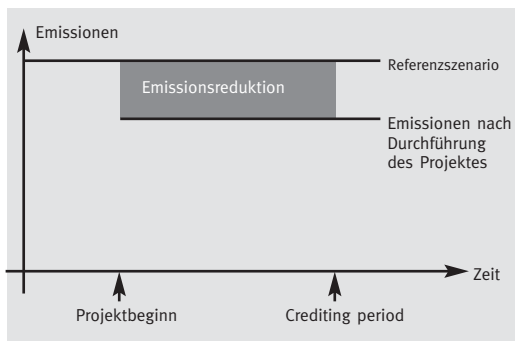 Emissionen
Referenzszenario
Emissionsreduktion
Emissionen nach
Durchführung
des Projektes
Zeit
Projektbeginn
Crediting period